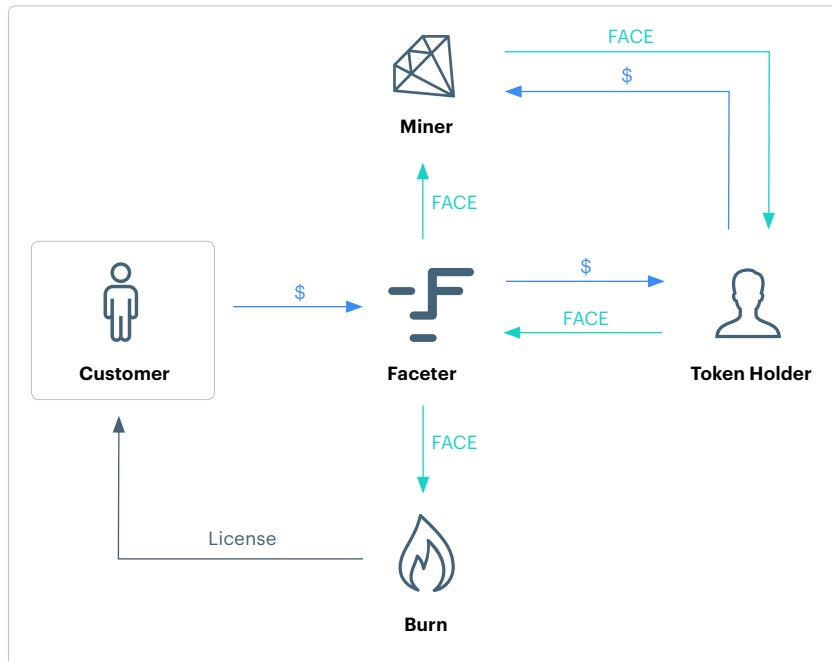 FACE
$
Miner
FACE
$
$
FACE
Customer
Faceter
Token Holder
FACE
License
Burn